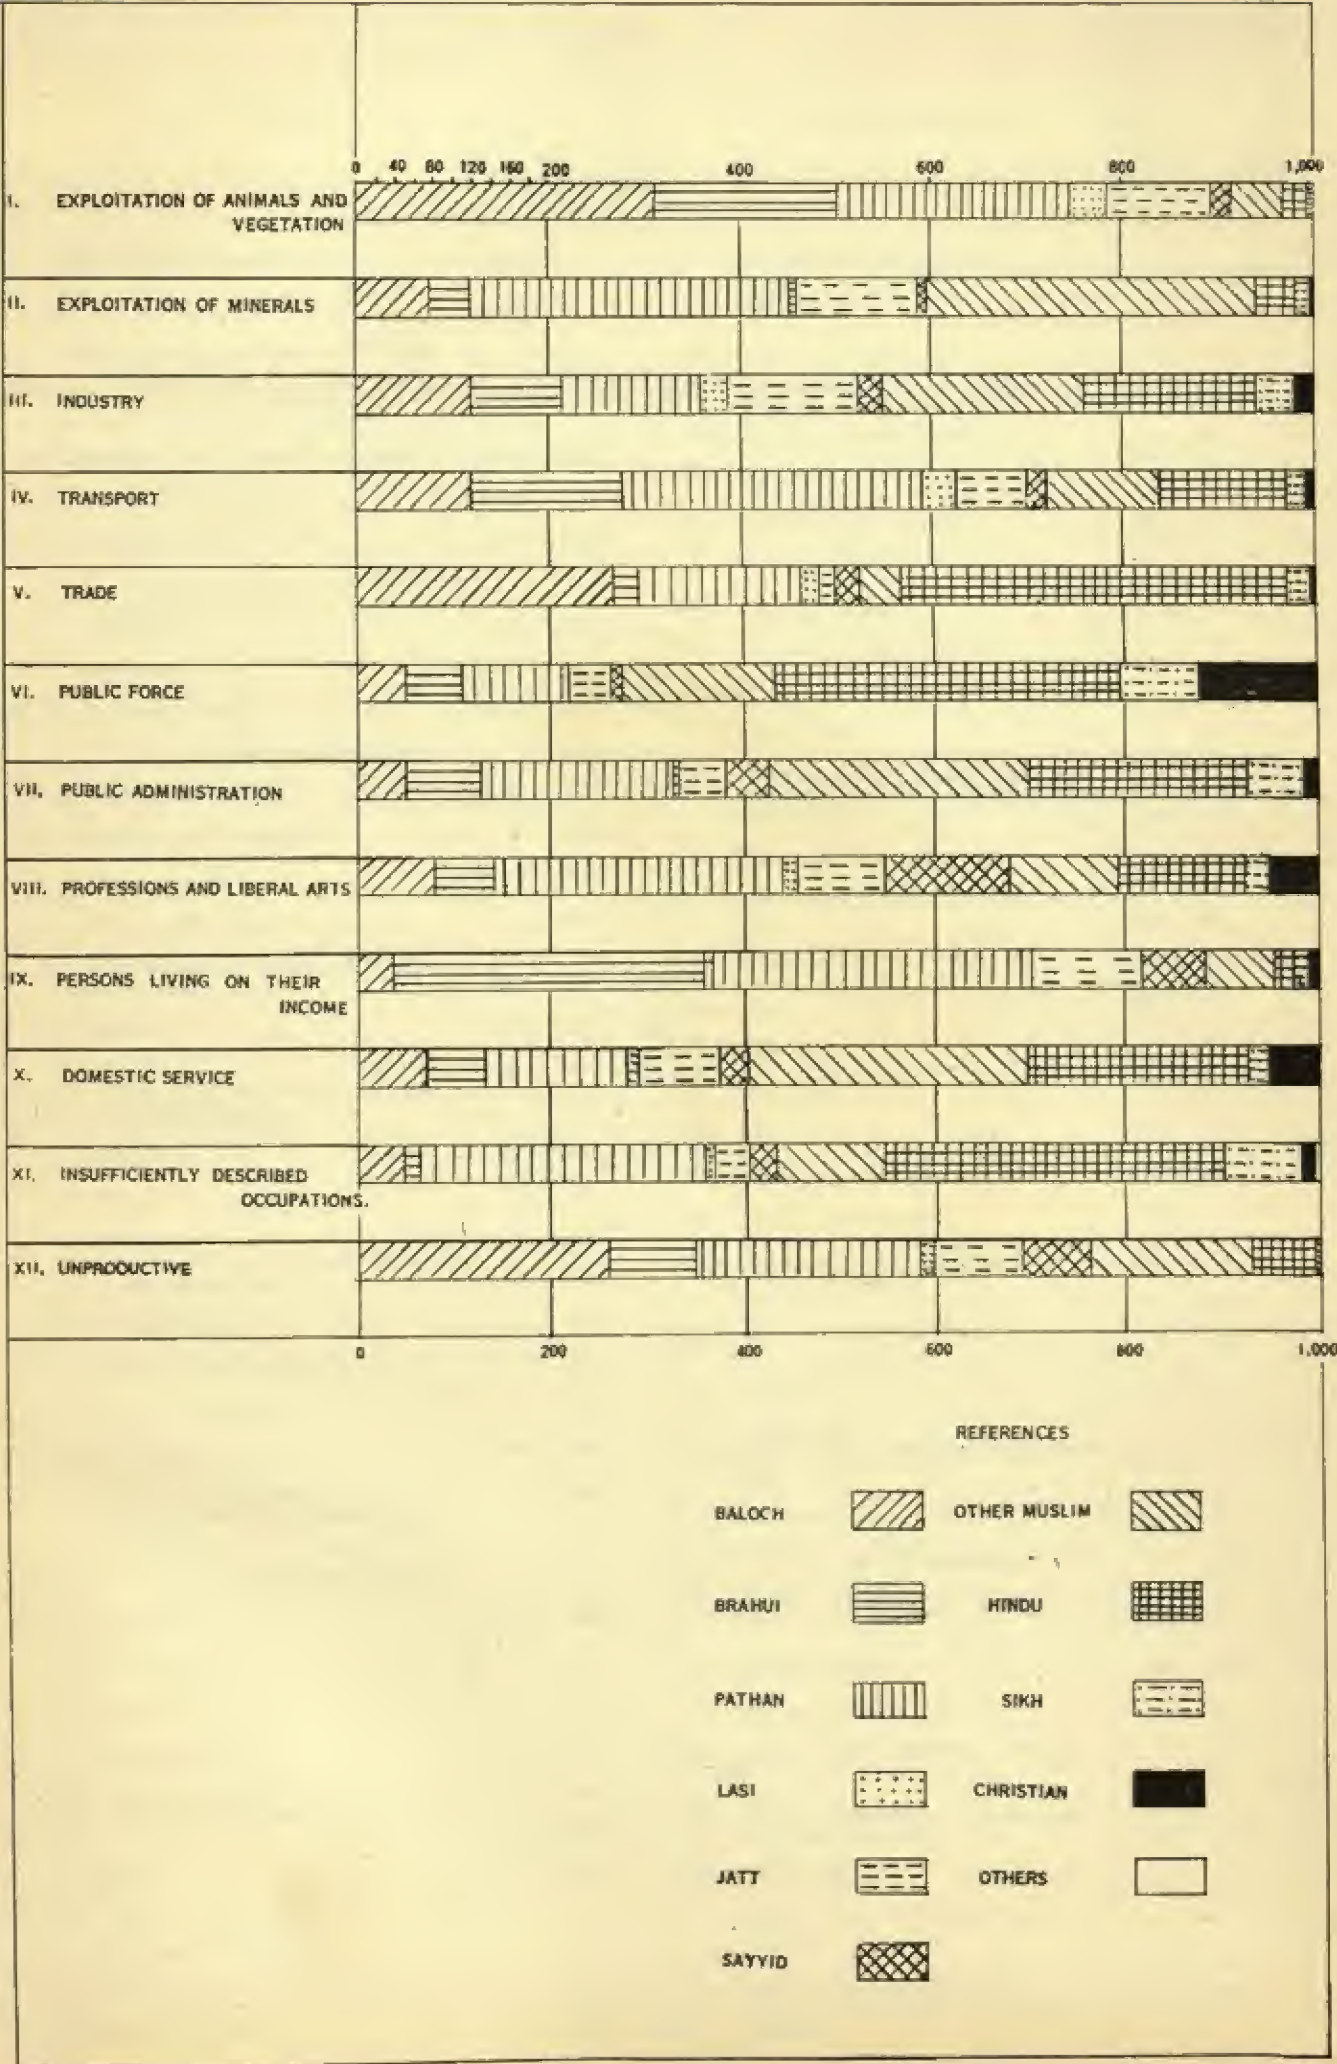 0 40 80 120 160 200 400 600 800 1,000
I. EXPLOITATION OF ANIMALS AND
VEGETATION
II. EXPLOITATION OF MINERALS
III. INDUSTRY
IV. TRANSPORT
V. TRADE
VI. PUBLIC FORCE
VII. PUBLIC ADMINISTRATION
VIII. PROFESSIONS AND LIBERAL ARTS
IX. PERSONS LIVING ON THEIR
INCOME
X. DOMESTIC SERVICE
XI. INSUFFICIENTLY DESCRIBED
OCCUPATIONS.
XII. UNPRODUCTIVE
0 200 400 600 800 1,000
REFERENCES
BALOCH OTHER MUSLIM
BRAHUI HINDU
PATHAN SIKH
LASI CHRISTIAN
JATT OTHERS
SAYYID